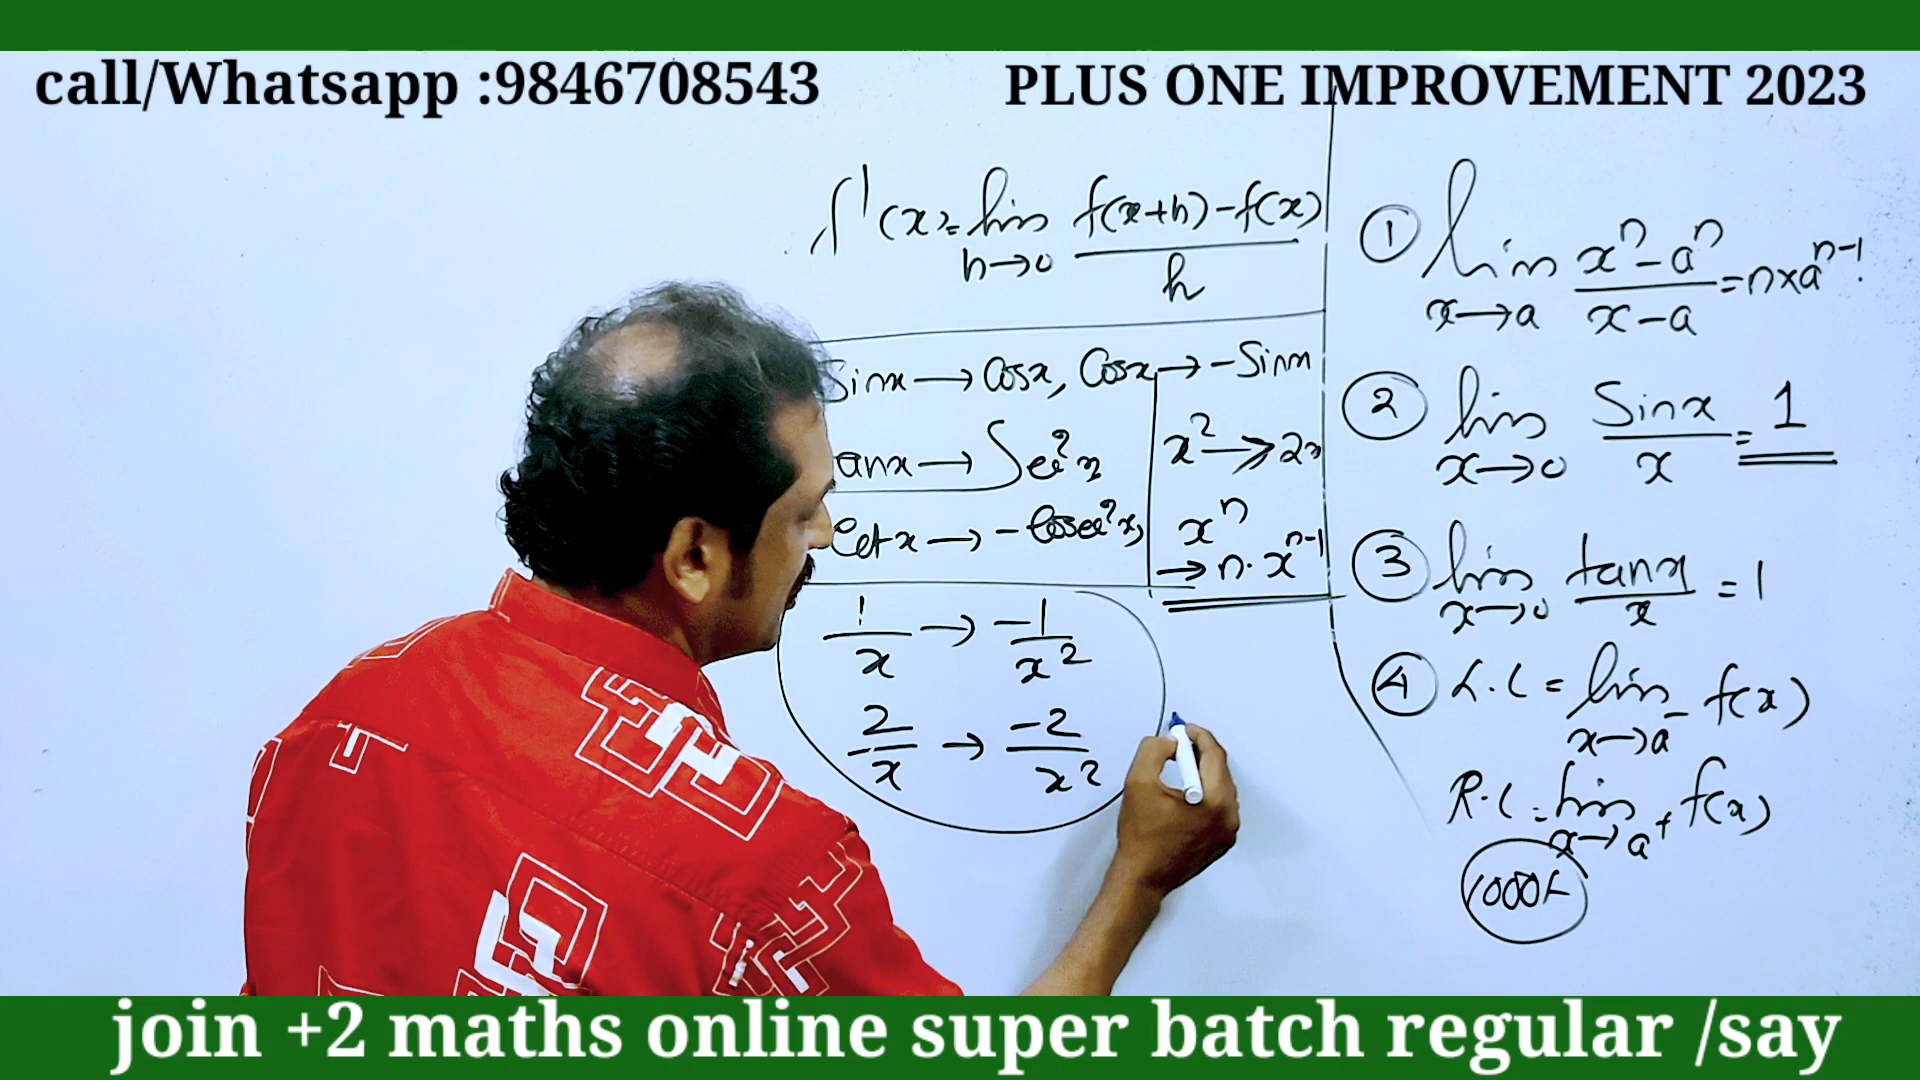 call/Whatsapp :9846708543
PLUS ONE IMPROVEMENT 2023
f'(x) = lim h→0 f(x+h)-f(x) / h
Sinx → Cosx, Cosx → -Sinx
anx → Sec²x
Cotx → -Cosec²x,
x² → 2x
xⁿ
→ n.xⁿ⁻¹
1/x → -1/x²
2/x → -2/x²
① lim x→a xⁿ-aⁿ / x-a = n×aⁿ⁻¹
② lim x→0 Sinx / x = 1
③ lim x→0 tanx / x = 1
④ L.L = lim x→a⁻ f(x)
R.L = lim x→a⁺ f(x)
1000+
join +2 maths online super batch regular /say